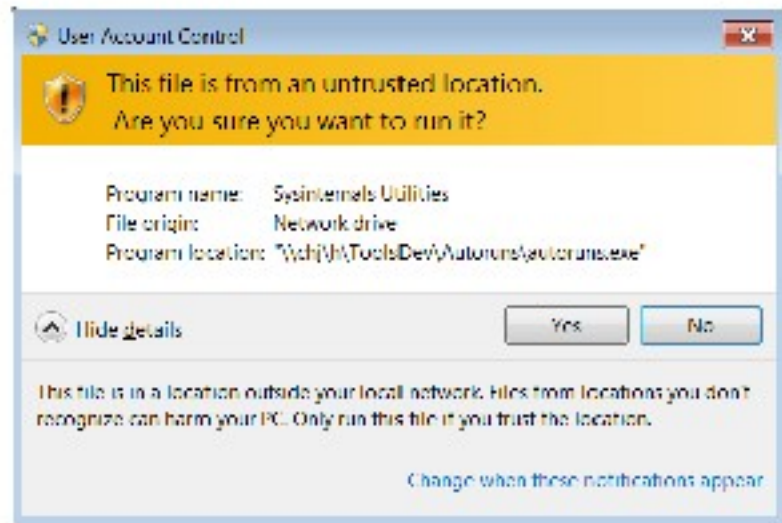 User Account Control
This file is from an untrusted location.
Are you sure you want to run it?
Program name: Sysinternals Utilities
File origin: Network drive
Program location: "\\chj\h\ToolsDev\Autoruns\autoruns.exe"
Hide details
Yes
No
This file is in a location outside your local network. Files from locations you don't
recognize can harm your PC. Only run this file if you trust the location.
Change when these notifications appear